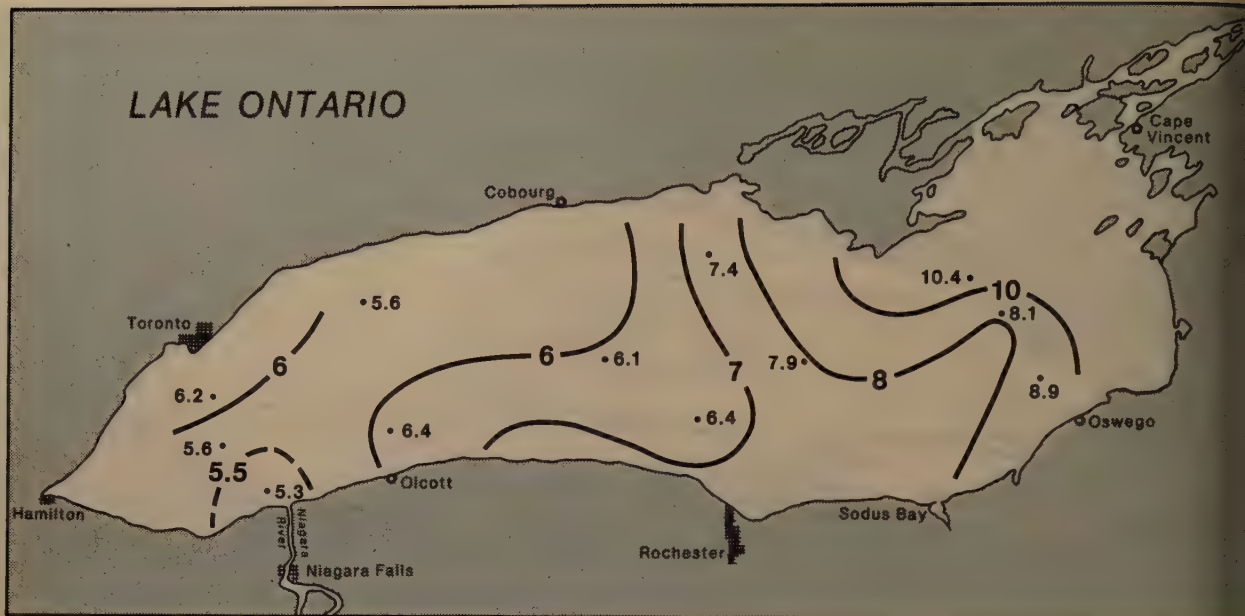 LAKE ONTARIO
Cape
Vincent
Cobourg
7.4
10.4
10
5.6
8.1
Toronto
6
6
6.1
7
7.9
8
8.9
6.2
6.4
6.4
Oswego
5.6
5.5
5.3
Olcott
Hamilton
Niagara
River
Sodus Bay
Rochester
Niagara Falls